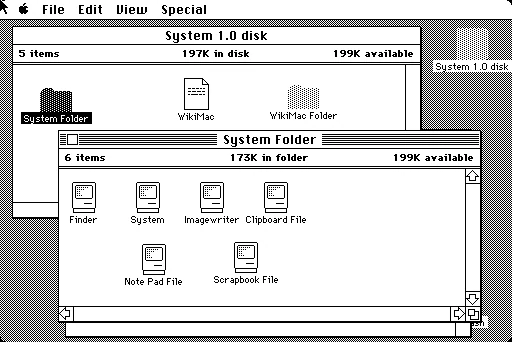 File Edit View Special
System 1.0 disk
5 items 197K in disk 199K available
System 1.0 disk
System Folder WikiMac WikiMac Folder
System Folder
6 items 173K in folder 199K available
Finder System Imagewriter Clipboard File
Note Pad File Scrapbook File